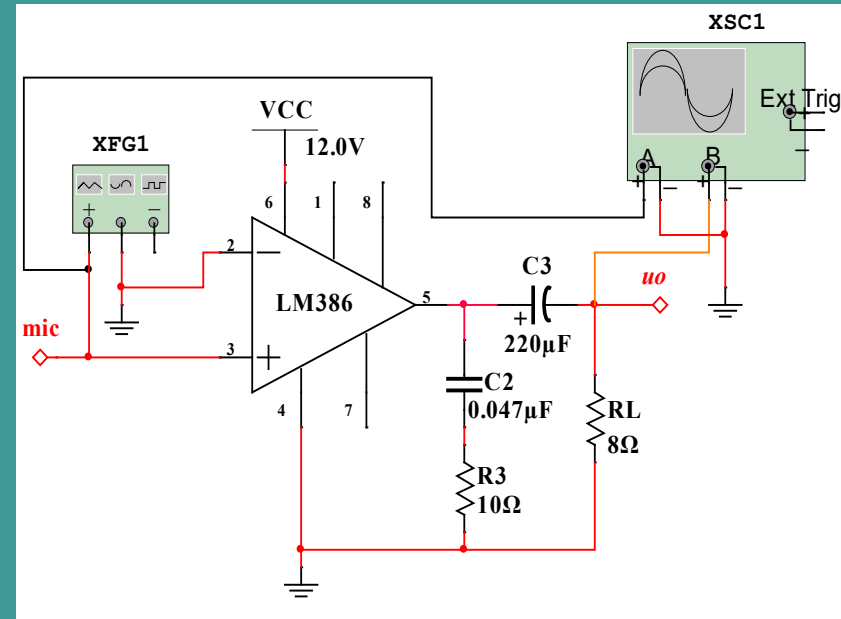 XSC1
Ext Trig
+
−
A
B
+ − + −
VCC
12.0V
XFG1
+ −
6
1
8
2
−
LM386
5
C3
+
220μF
uo
mic
3
+
4
7
C2
0.047μF
RL
8Ω
R3
10Ω